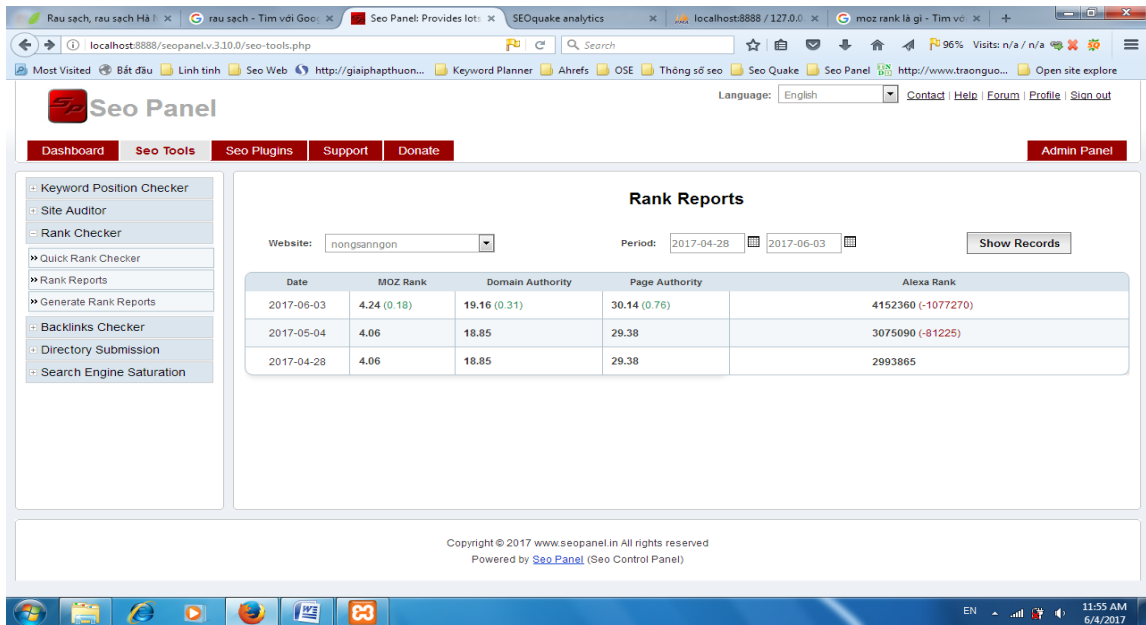 Rau sạch, rau sạch Hà N
rau sạch - Tìm với Goog
Seo Panel: Provides lots
SEOquake analytics
localhost:8888 / 127.0.0
moz rank là gì - Tìm vớ
localhost:8888/seopanel.v.3.10.0/seo-tools.php
Search
96% Visits: n/a / n/a
Most Visited Bắt đầu Linh tinh Seo Web http://giaiphapthuon... Keyword Planner Ahrefs OSE Thông số seo Seo Quake Seo Panel http://www.traonguo... Open site explore
Sp Seo Panel
Language: English Contact | Help | Forum | Profile | Sign out
Dashboard Seo Tools Seo Plugins Support Donate Admin Panel
Keyword Position Checker
Site Auditor
Rank Checker
Quick Rank Checker
Rank Reports
Generate Rank Reports
Backlinks Checker
Directory Submission
Search Engine Saturation
Rank Reports
Website: nongsanngon Period: 2017-04-28 2017-06-03 Show Records
Date MOZ Rank Domain Authority Page Authority Alexa Rank
2017-06-03 4.24 (0.18) 19.16 (0.31) 30.14 (0.76) 4152360 (-1077270)
2017-05-04 4.06 18.85 29.38 3075090 (-81225)
2017-04-28 4.06 18.85 29.38 2993865
Copyright © 2017 www.seopanel.in All rights reserved
Powered by Seo Panel (Seo Control Panel)
EN 11:55 AM
6/4/2017